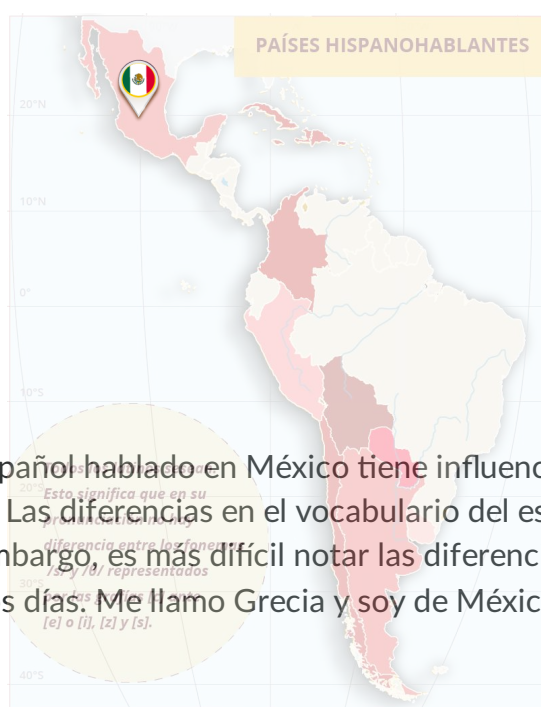 PAÍSES HISPANOHABLANTES
20°N
10°N
0°
10°S
pañol hablado en México tiene influenc
20°S
Esto significa que en su
Las diferencias en el vocabulario del es
pronunciación no hay
diferencia entre los fonemas
mbargo, es más difícil notar las diferenci
/s/ y /θ/ representados
30°S
s días. Me llamo Grecia y soy de Méxic
[e] o [i], [z] y [s].
40°S